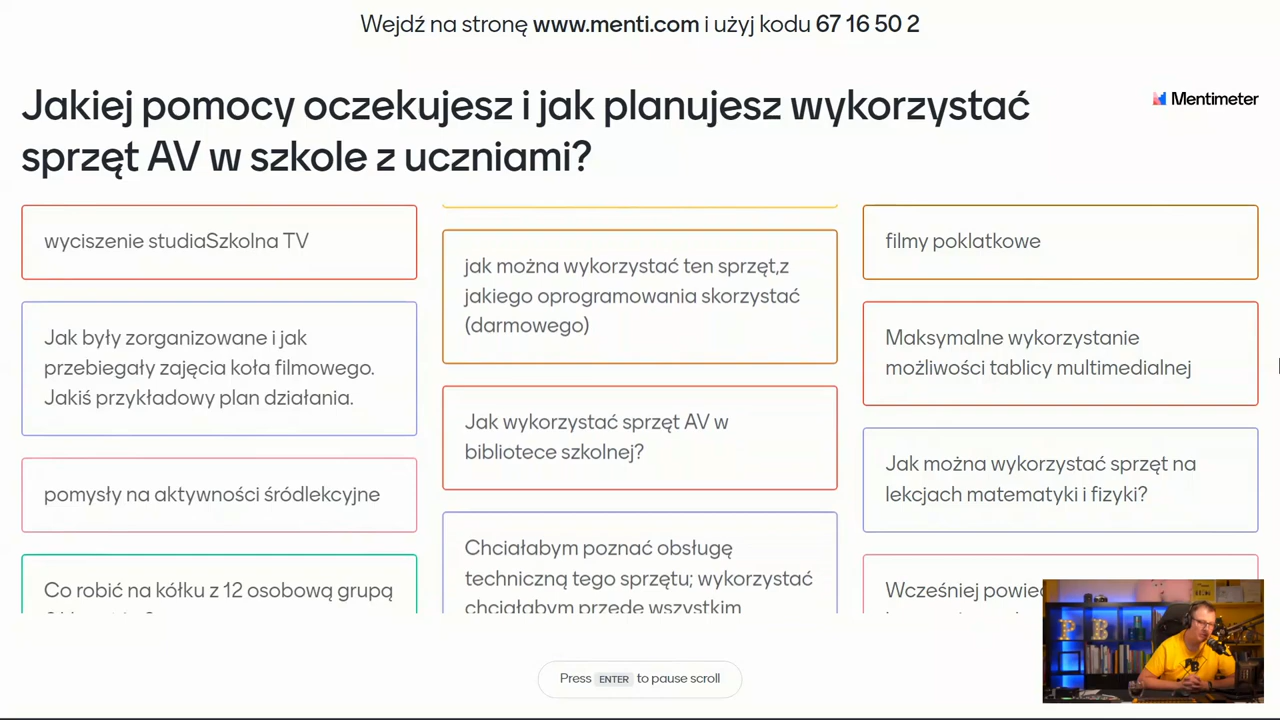 Wejdź na stronę www.menti.com i użyj kodu 67 16 50 2
Jakiej pomocy oczekujesz i jak planujesz wykorzystać
sprzęt AV w szkole z uczniami?
Mentimeter
wyciszenie studiaSzkolna TV
Jak były zorganizowane i jak
przebiegały zajęcia koła filmowego.
Jakiś przykładowy plan działania.
pomysły na aktywności śródlekcyjne
Co robić na kółku z 12 osobową grupą
jak można wykorzystać ten sprzęt,z
jakiego oprogramowania skorzystać
(darmowego)
Jak wykorzystać sprzęt AV w
bibliotece szkolnej?
Chciałabym poznać obsługę
techniczną tego sprzętu; wykorzystać
chciałabym przede wszystkim
filmy poklatkowe
Maksymalne wykorzystanie
możliwości tablicy multimedialnej
Jak można wykorzystać sprzęt na
lekcjach matematyki i fizyki?
Wcześniej
P B
Press ENTER to pause scroll